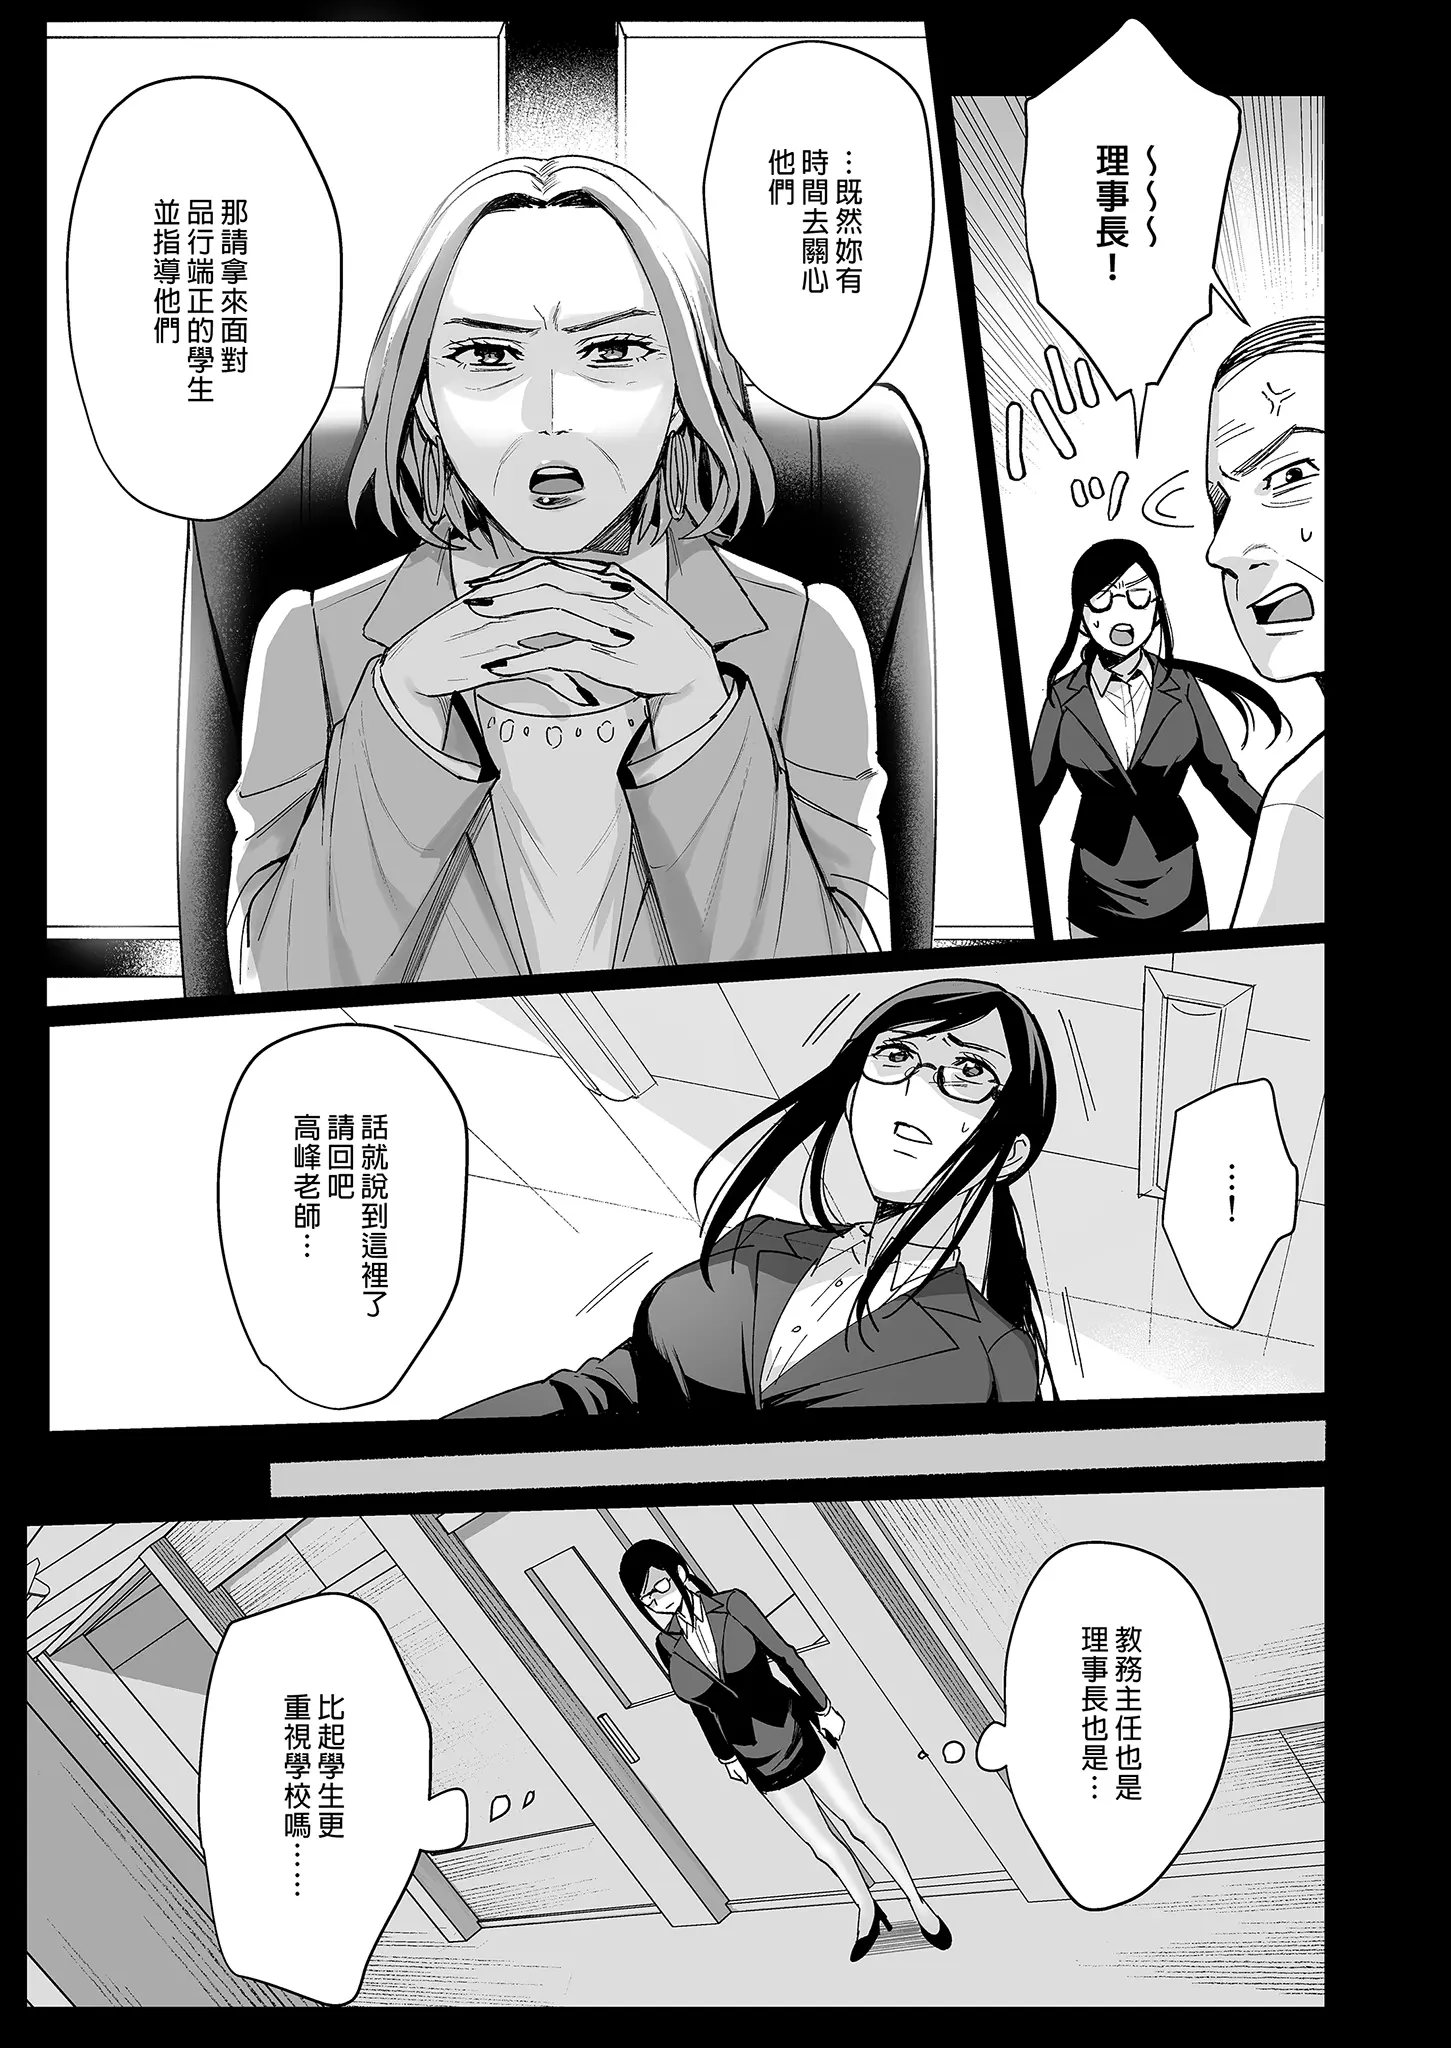 ～～～
理事長！
…既然妳有
時間去關心
他們
那請拿來面對
品行端正的學生
並指導他們
…！
話就說到這裡了
請回吧
高峰老師…
教務主任也是
理事長也是…
比起學生更
重視學校嗎……